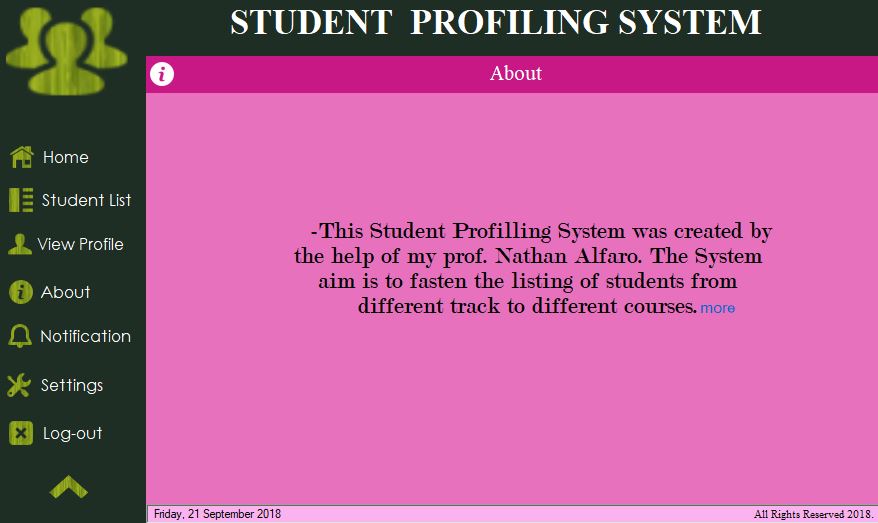 STUDENT PROFILING SYSTEM
About
Home
Student List
View Profile
About
Notification
Settings
Log-out
-This Student Profilling System was created by
the help of my prof. Nathan Alfaro. The System
aim is to fasten the listing of students from
different track to different courses. more
Friday, 21 September 2018
All Rights Reserved 2018.